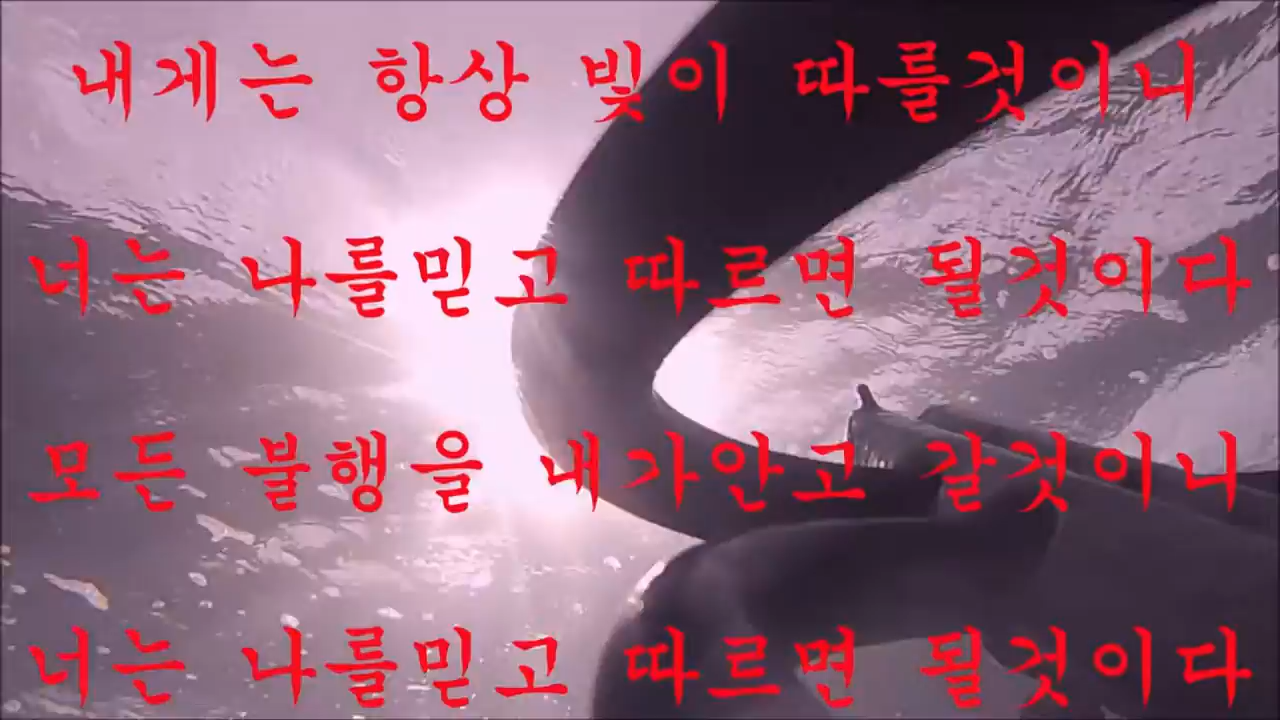 내게는 항상 빛이 따를것이니
너는 나를믿고 따르면 될것이다
모든 불행을 내가안고 갈것이니
너는 나를믿고 따르면 될것이다